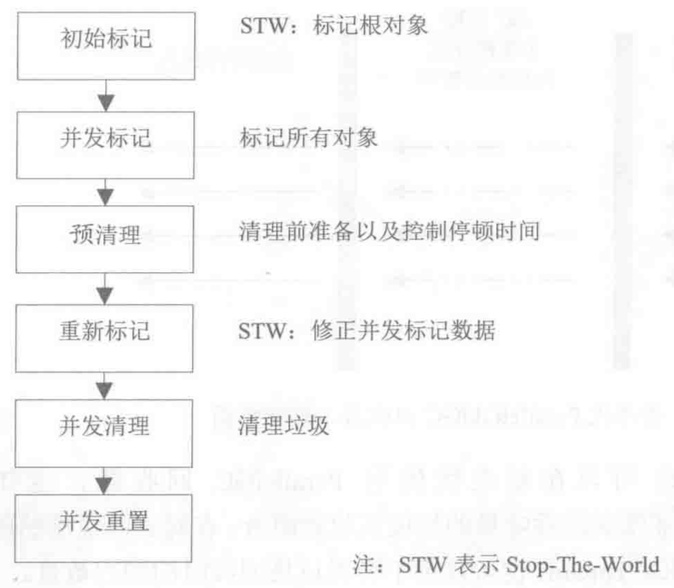 初始标记 STW：标记根对象
并发标记 标记所有对象
预清理 清理前准备以及控制停顿时间
重新标记 STW：修正并发标记数据
并发清理 清理垃圾
并发重置
注：STW 表示 Stop-The-World